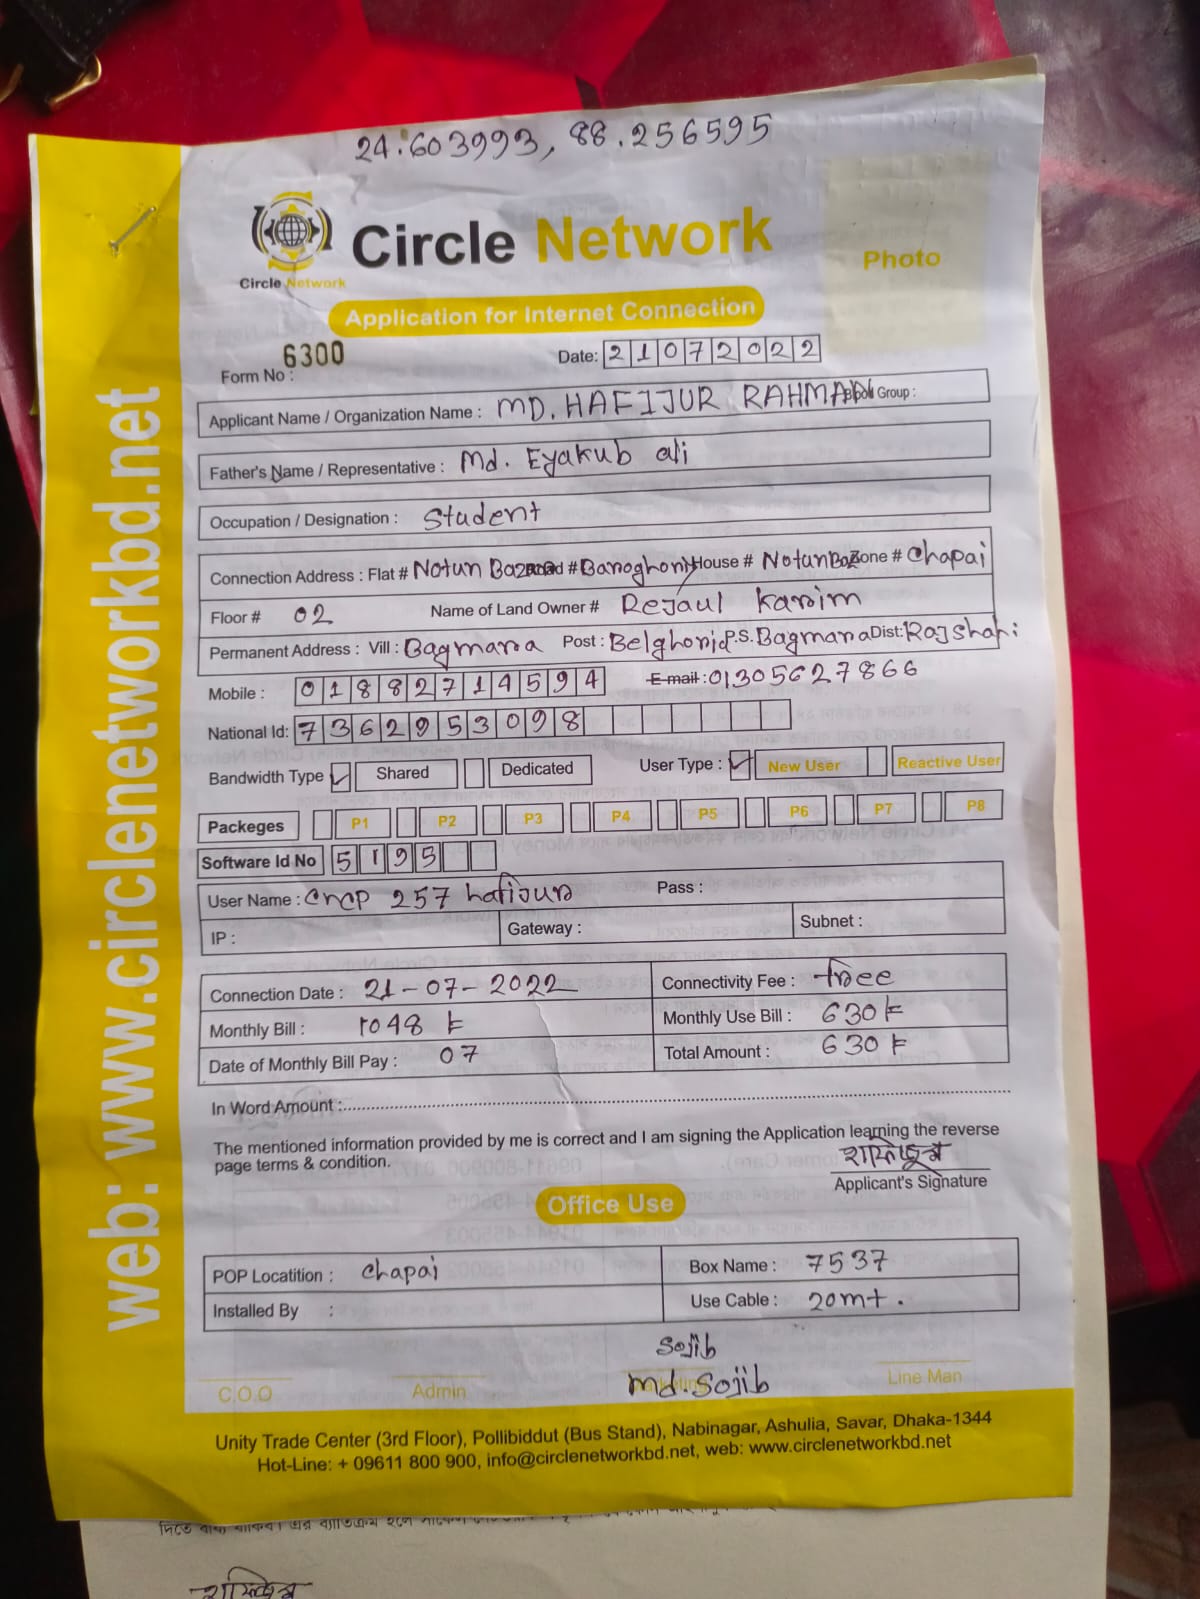 24.603993, 88.256595
Circle Network
Circle Network
Photo
Application for Internet Connection
Form No : 6300 Date: 21072022
Applicant Name / Organization Name : MD. HAFIJUR RAHMAN Group :
Father's Name / Representative : Md. Eyakub ali
Occupation / Designation : Student
Connection Address : Flat # Notun Baz Road # Banoghoniy House # Notun Baz Zone # Chapai
Floor # 02 Name of Land Owner # Rejaul Karim
Permanent Address : Vill : Bagmara Post : Belghoria P.S. Bagmara Dist: Rajshahi
Mobile : 01882714594 E-mail : 01305627866
National Id: 7362953098
Bandwidth Type Shared Dedicated User Type : New User Reactive User
Packeges P1 P2 P3 P4 P5 P6 P7 P8
Software Id No 5195
User Name : Chap 257 hafijur Pass :
IP : Gateway : Subnet :
Connection Date : 21-07-2022 Connectivity Fee : free
Monthly Bill : 1048 ৳ Monthly Use Bill : 630 ৳
Date of Monthly Bill Pay : 07 Total Amount : 630 ৳
In Word Amount :
The mentioned information provided by me is correct and I am signing the Application learning the reverse
page terms & condition.
হাফিজুর
Applicant's Signature
Office Use
POP Locatition : Chapai Box Name : 7537
Installed By : Use Cable : 20mt.
Sojib
C.O.O Admin md. Sojib Line Man
Unity Trade Center (3rd Floor), Pollibiddut (Bus Stand), Nabinagar, Ashulia, Savar, Dhaka-1344
Hot-Line: + 09611 800 900, info@circlenetworkbd.net, web: www.circlenetworkbd.net
web: www.circlenetworkbd.net
হাফিজুর